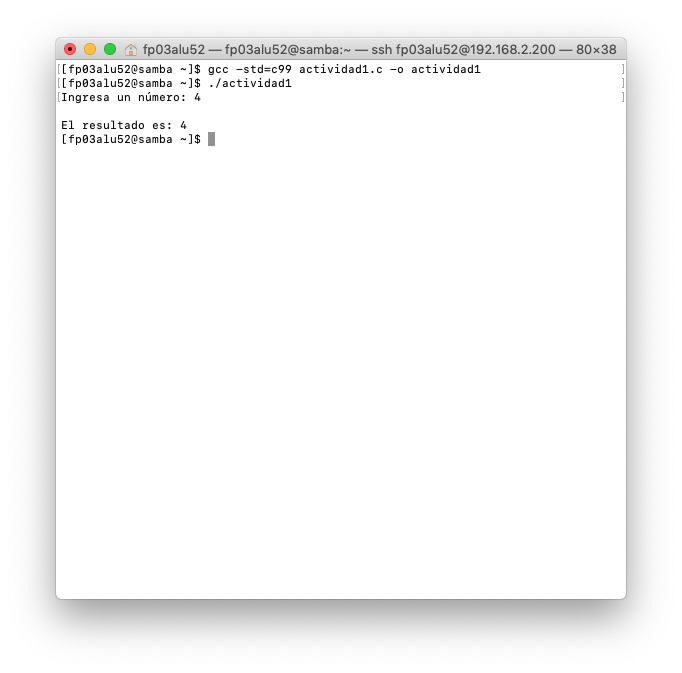 fp03alu52 — fp03alu52@samba:~ — ssh fp03alu52@192.168.2.200 — 80×38
[[fp03alu52@samba ~]$ gcc -std=c99 actividad1.c -o actividad1 ]
[[fp03alu52@samba ~]$ ./actividad1 ]
[Ingresa un número: 4 ]
El resultado es: 4
[fp03alu52@samba ~]$